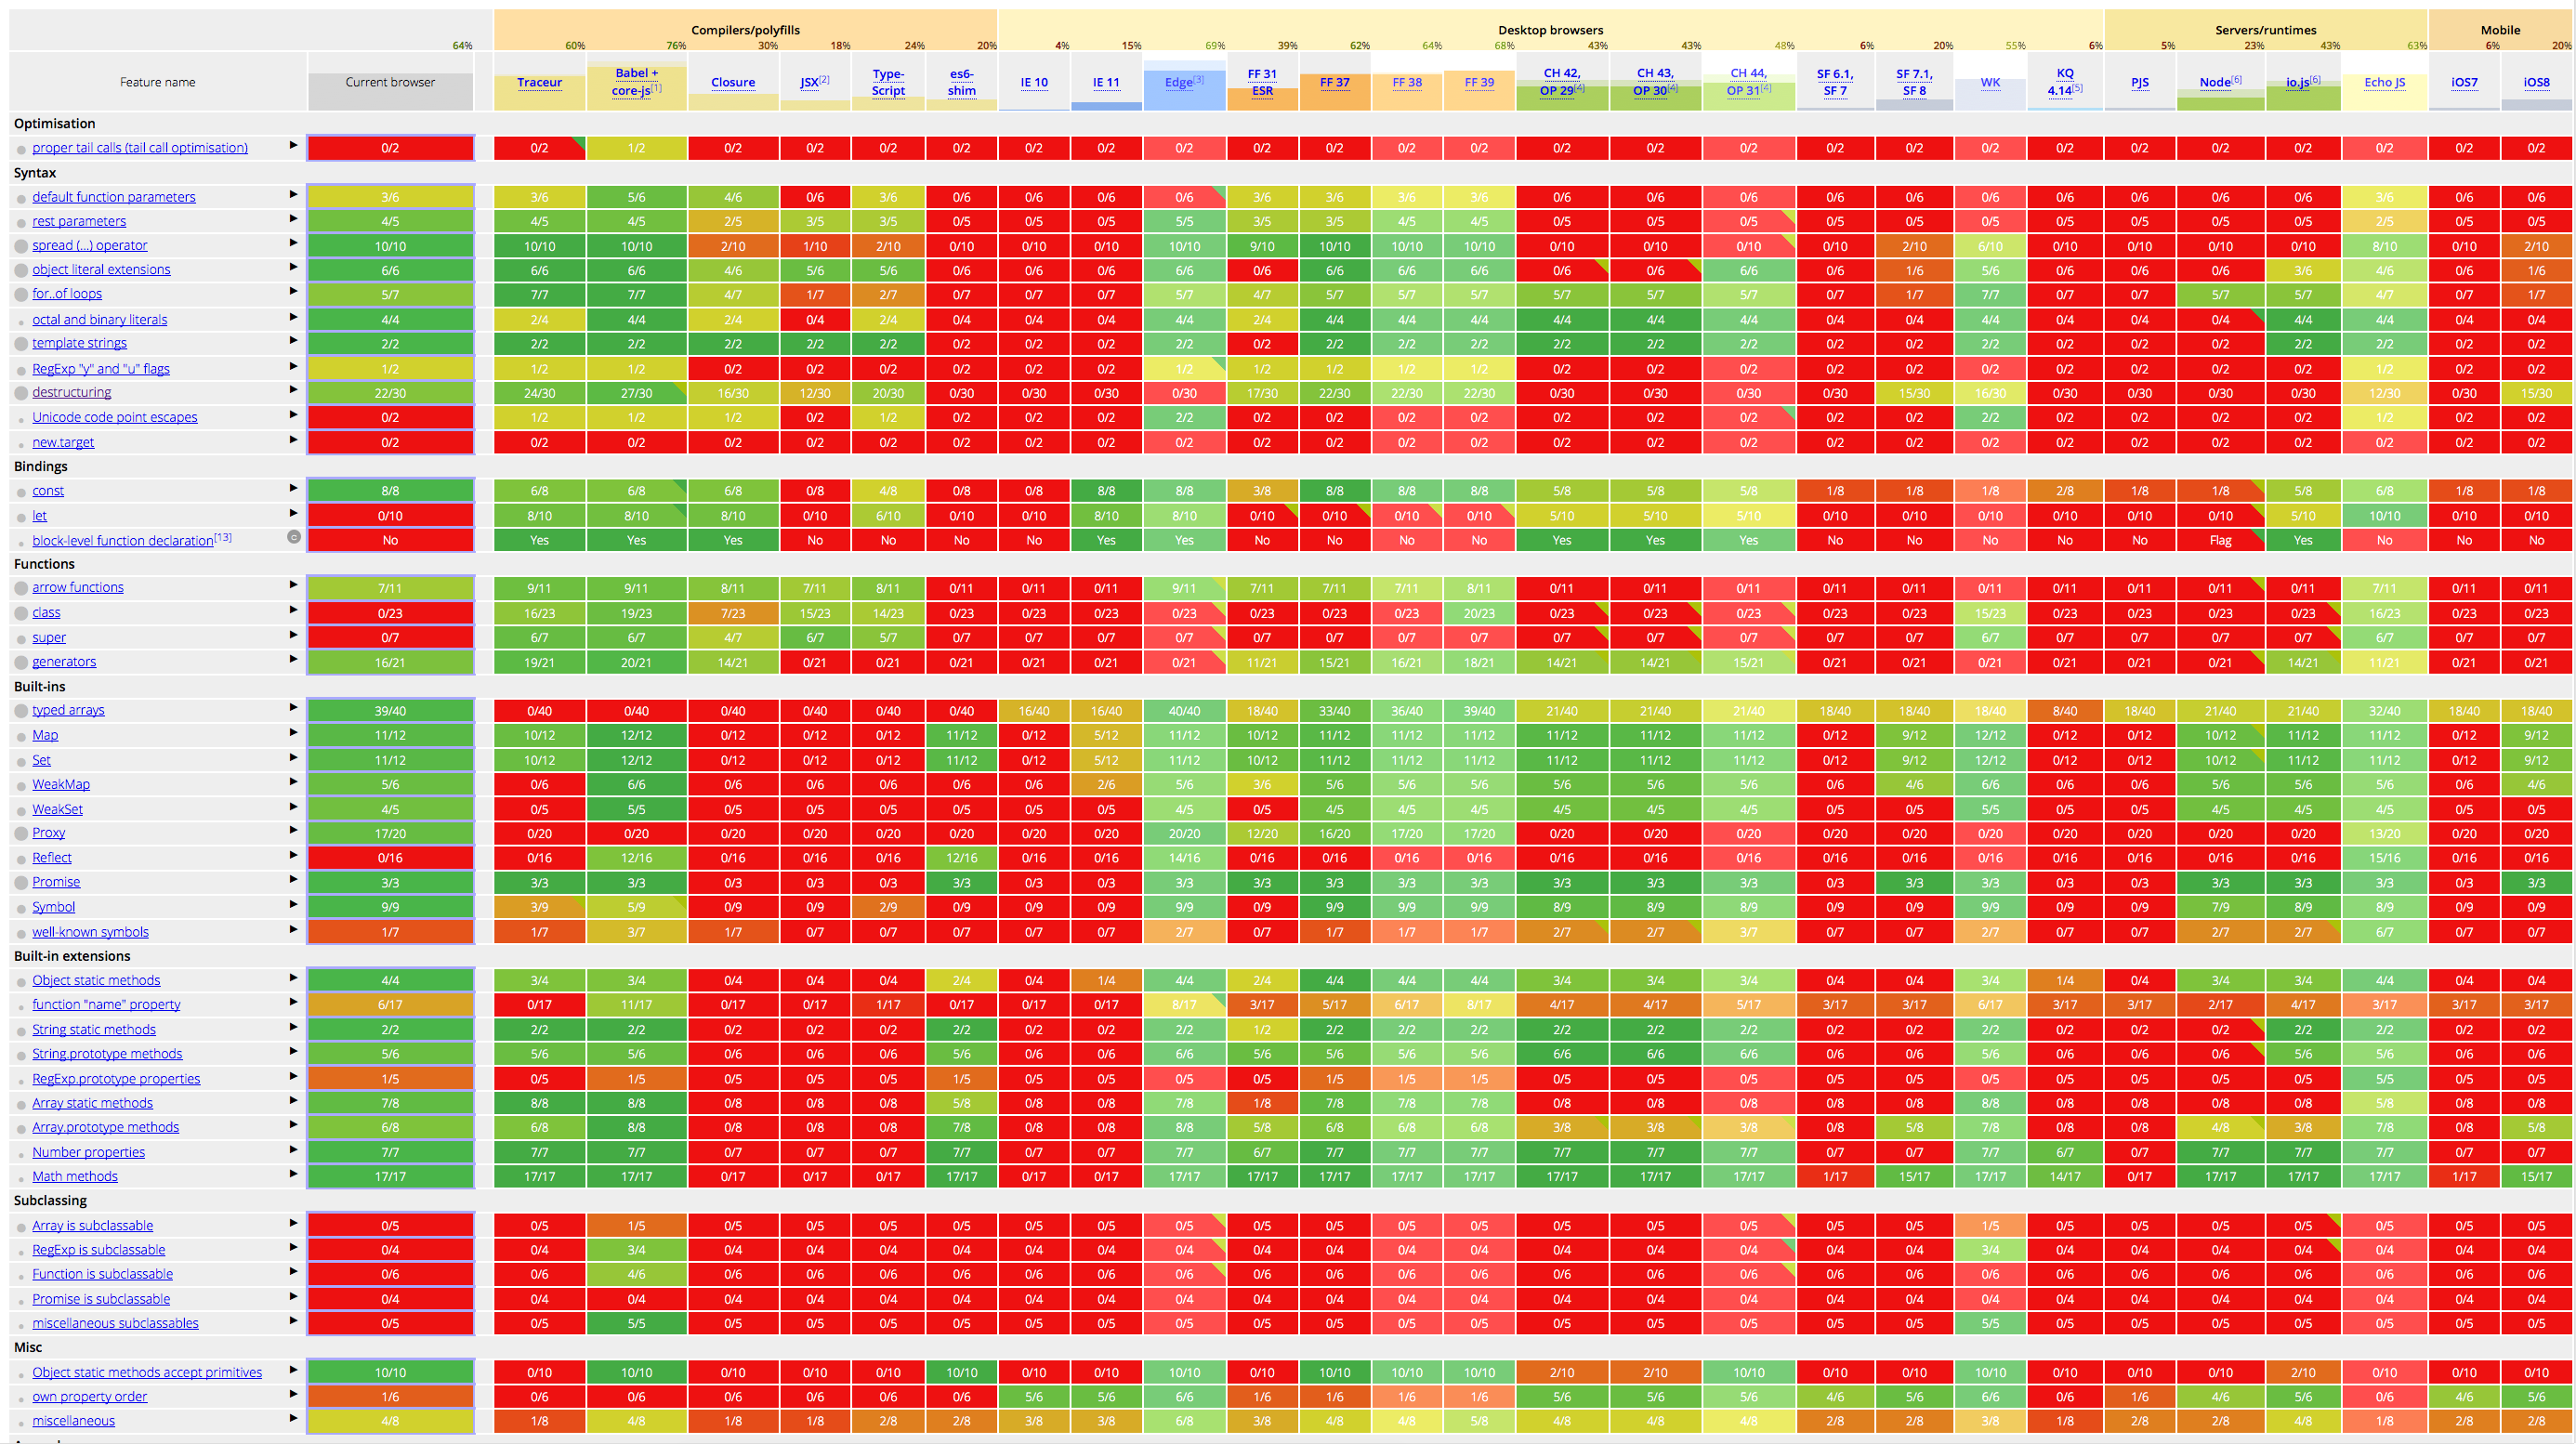 Compilers/polyfills Desktop browsers Servers/runtimes Mobile
64% 60% 76% 30% 18% 24% 20% 4% 15% 69% 39% 62% 64% 68% 43% 43% 48% 6% 20% 55% 6% 5% 23% 43% 63% 6% 20%
Feature name Current browser Traceur Babel + core-js[1] Closure JSX[2] Type-Script es6-shim IE 10 IE 11 Edge[3] FF 31 ESR FF 37 FF 38 FF 39 CH 42, OP 29[4] CH 43, OP 30[4] CH 44, OP 31[4] SF 6.1, SF 7 SF 7.1, SF 8 WK KQ 4.14[5] PJS Node[6] io.js[6] Echo JS iOS7 iOS8
Optimisation
proper tail calls (tail call optimisation) 0/2 0/2 1/2 0/2 0/2 0/2 0/2 0/2 0/2 0/2 0/2 0/2 0/2 0/2 0/2 0/2 0/2 0/2 0/2 0/2 0/2 0/2 0/2 0/2 0/2 0/2 0/2
Syntax
default function parameters 3/6 3/6 5/6 4/6 0/6 3/6 0/6 0/6 0/6 0/6 3/6 3/6 3/6 3/6 0/6 0/6 0/6 0/6 0/6 0/6 0/6 0/6 0/6 0/6 3/6 0/6 0/6
rest parameters 4/5 4/5 4/5 2/5 3/5 3/5 0/5 0/5 0/5 5/5 3/5 3/5 4/5 4/5 0/5 0/5 0/5 0/5 0/5 0/5 0/5 0/5 0/5 0/5 2/5 0/5 0/5
spread (...) operator 10/10 10/10 10/10 2/10 1/10 2/10 0/10 0/10 0/10 10/10 9/10 10/10 10/10 10/10 0/10 0/10 0/10 0/10 2/10 6/10 0/10 0/10 0/10 0/10 8/10 0/10 2/10
object literal extensions 6/6 6/6 6/6 4/6 5/6 5/6 0/6 0/6 0/6 6/6 0/6 6/6 6/6 6/6 0/6 0/6 6/6 0/6 1/6 5/6 0/6 0/6 0/6 3/6 4/6 0/6 1/6
for..of loops 5/7 7/7 7/7 4/7 1/7 2/7 0/7 0/7 0/7 5/7 4/7 5/7 5/7 5/7 5/7 5/7 5/7 0/7 1/7 7/7 0/7 0/7 5/7 5/7 4/7 0/7 1/7
octal and binary literals 4/4 2/4 4/4 2/4 0/4 2/4 0/4 0/4 0/4 4/4 2/4 4/4 4/4 4/4 4/4 4/4 4/4 0/4 0/4 4/4 0/4 0/4 0/4 4/4 4/4 0/4 0/4
template strings 2/2 2/2 2/2 2/2 2/2 2/2 0/2 0/2 0/2 2/2 0/2 2/2 2/2 2/2 2/2 2/2 2/2 0/2 0/2 2/2 0/2 0/2 0/2 2/2 2/2 0/2 0/2
RegExp "y" and "u" flags 1/2 1/2 1/2 0/2 0/2 0/2 0/2 0/2 0/2 1/2 1/2 1/2 1/2 1/2 0/2 0/2 0/2 0/2 0/2 0/2 0/2 0/2 0/2 0/2 1/2 0/2 0/2
destructuring 22/30 24/30 27/30 16/30 12/30 20/30 0/30 0/30 0/30 0/30 17/30 22/30 22/30 22/30 0/30 0/30 0/30 0/30 15/30 16/30 0/30 0/30 0/30 0/30 12/30 0/30 15/30
Unicode code point escapes 0/2 1/2 1/2 1/2 0/2 1/2 0/2 0/2 0/2 2/2 0/2 0/2 0/2 0/2 0/2 0/2 0/2 0/2 0/2 2/2 0/2 0/2 0/2 0/2 1/2 0/2 0/2
new.target 0/2 0/2 0/2 0/2 0/2 0/2 0/2 0/2 0/2 0/2 0/2 0/2 0/2 0/2 0/2 0/2 0/2 0/2 0/2 0/2 0/2 0/2 0/2 0/2 0/2 0/2 0/2
Bindings
const 8/8 6/8 6/8 6/8 0/8 4/8 0/8 0/8 8/8 8/8 3/8 8/8 8/8 8/8 5/8 5/8 5/8 1/8 1/8 1/8 2/8 1/8 1/8 5/8 6/8 1/8 1/8
let 0/10 8/10 8/10 8/10 0/10 6/10 0/10 0/10 8/10 8/10 0/10 0/10 0/10 0/10 5/10 5/10 5/10 0/10 0/10 0/10 0/10 0/10 0/10 5/10 10/10 0/10 0/10
block-level function declaration[13] c No Yes Yes Yes No No No No Yes Yes No No No No Yes Yes Yes No No No No No Flag Yes No No No
Functions
arrow functions 7/11 9/11 9/11 8/11 7/11 8/11 0/11 0/11 0/11 9/11 7/11 7/11 7/11 7/11 0/11 0/11 0/11 0/11 0/11 0/11 0/11 0/11 0/11 0/11 7/11 0/11 0/11
class 0/23 16/23 19/23 7/23 15/23 14/23 0/23 0/23 0/23 0/23 0/23 0/23 0/23 20/23 0/23 0/23 0/23 0/23 0/23 15/23 0/23 0/23 0/23 0/23 16/23 0/23 0/23
super 0/7 6/7 6/7 4/7 6/7 5/7 0/7 0/7 0/7 0/7 0/7 0/7 0/7 0/7 0/7 0/7 0/7 0/7 0/7 6/7 0/7 0/7 0/7 0/7 6/7 0/7 0/7
generators 16/21 19/21 20/21 14/21 0/21 0/21 0/21 0/21 0/21 0/21 11/21 15/21 16/21 18/21 14/21 14/21 15/21 0/21 0/21 0/21 0/21 0/21 0/21 14/21 11/21 0/21 0/21
Built-ins
typed arrays 39/40 0/40 0/40 0/40 0/40 0/40 0/40 16/40 16/40 40/40 18/40 33/40 36/40 39/40 21/40 21/40 21/40 18/40 18/40 18/40 8/40 18/40 21/40 21/40 32/40 18/40 18/40
Map 11/12 10/12 12/12 0/12 0/12 0/12 11/12 0/12 5/12 11/12 10/12 11/12 11/12 11/12 11/12 11/12 11/12 0/12 9/12 12/12 0/12 0/12 10/12 11/12 11/12 0/12 9/12
Set 11/12 10/12 12/12 0/12 0/12 0/12 11/12 0/12 5/12 11/12 10/12 11/12 11/12 11/12 11/12 11/12 11/12 0/12 9/12 12/12 0/12 0/12 10/12 11/12 11/12 0/12 9/12
WeakMap 5/6 0/6 6/6 0/6 0/6 0/6 0/6 0/6 2/6 5/6 3/6 5/6 5/6 5/6 5/6 5/6 5/6 0/6 4/6 6/6 0/6 0/6 5/6 5/6 5/6 0/6 4/6
WeakSet 4/5 0/5 5/5 0/5 0/5 0/5 0/5 0/5 0/5 4/5 0/5 4/5 4/5 4/5 4/5 4/5 4/5 0/5 0/5 5/5 0/5 0/5 4/5 4/5 4/5 0/5 0/5
Proxy 17/20 0/20 0/20 0/20 0/20 0/20 0/20 0/20 0/20 20/20 12/20 16/20 17/20 17/20 0/20 0/20 0/20 0/20 0/20 0/20 0/20 0/20 0/20 0/20 13/20 0/20 0/20
Reflect 0/16 0/16 12/16 0/16 0/16 0/16 12/16 0/16 0/16 14/16 0/16 0/16 0/16 0/16 0/16 0/16 0/16 0/16 0/16 0/16 0/16 0/16 0/16 0/16 15/16 0/16 0/16
Promise 3/3 3/3 3/3 0/3 0/3 0/3 3/3 0/3 0/3 3/3 3/3 3/3 3/3 3/3 3/3 3/3 3/3 0/3 3/3 3/3 0/3 0/3 3/3 3/3 3/3 0/3 3/3
Symbol 9/9 3/9 5/9 0/9 0/9 2/9 0/9 0/9 0/9 9/9 0/9 9/9 9/9 9/9 8/9 8/9 8/9 0/9 0/9 9/9 0/9 0/9 7/9 8/9 8/9 0/9 0/9
well-known symbols 1/7 1/7 3/7 1/7 0/7 0/7 0/7 0/7 0/7 2/7 0/7 1/7 1/7 1/7 2/7 2/7 3/7 0/7 0/7 2/7 0/7 0/7 2/7 2/7 6/7 0/7 0/7
Built-in extensions
Object static methods 4/4 3/4 3/4 0/4 0/4 0/4 2/4 0/4 1/4 4/4 2/4 4/4 4/4 4/4 3/4 3/4 3/4 0/4 0/4 3/4 1/4 0/4 3/4 3/4 4/4 0/4 0/4
function "name" property 6/17 0/17 11/17 0/17 0/17 1/17 0/17 0/17 0/17 8/17 3/17 5/17 6/17 8/17 4/17 4/17 5/17 3/17 3/17 6/17 3/17 3/17 2/17 4/17 3/17 3/17 3/17
String static methods 2/2 2/2 2/2 0/2 0/2 0/2 2/2 0/2 0/2 2/2 1/2 2/2 2/2 2/2 2/2 2/2 2/2 0/2 0/2 2/2 0/2 0/2 0/2 2/2 2/2 0/2 0/2
String.prototype methods 5/6 5/6 5/6 0/6 0/6 0/6 5/6 0/6 0/6 6/6 5/6 5/6 5/6 5/6 6/6 6/6 6/6 0/6 0/6 5/6 0/6 0/6 0/6 5/6 5/6 0/6 0/6
RegExp.prototype properties 1/5 0/5 1/5 0/5 0/5 0/5 1/5 0/5 0/5 0/5 0/5 1/5 1/5 1/5 0/5 0/5 0/5 0/5 0/5 0/5 0/5 0/5 0/5 0/5 5/5 0/5 0/5
Array static methods 7/8 8/8 8/8 0/8 0/8 0/8 5/8 0/8 0/8 7/8 1/8 7/8 7/8 7/8 0/8 0/8 0/8 0/8 0/8 8/8 0/8 0/8 0/8 0/8 5/8 0/8 0/8
Array.prototype methods 6/8 6/8 8/8 0/8 0/8 0/8 7/8 0/8 0/8 8/8 5/8 6/8 6/8 6/8 3/8 3/8 3/8 0/8 5/8 7/8 0/8 0/8 4/8 3/8 7/8 0/8 5/8
Number properties 7/7 7/7 7/7 0/7 0/7 0/7 7/7 0/7 0/7 7/7 6/7 7/7 7/7 7/7 7/7 7/7 7/7 0/7 0/7 7/7 6/7 0/7 7/7 7/7 7/7 0/7 0/7
Math methods 17/17 17/17 17/17 0/17 0/17 0/17 17/17 0/17 0/17 17/17 17/17 17/17 17/17 17/17 17/17 17/17 17/17 1/17 15/17 17/17 14/17 0/17 17/17 17/17 17/17 1/17 15/17
Subclassing
Array is subclassable 0/5 0/5 1/5 0/5 0/5 0/5 0/5 0/5 0/5 0/5 0/5 0/5 0/5 0/5 0/5 0/5 0/5 0/5 0/5 1/5 0/5 0/5 0/5 0/5 0/5 0/5 0/5
RegExp is subclassable 0/4 0/4 3/4 0/4 0/4 0/4 0/4 0/4 0/4 0/4 0/4 0/4 0/4 0/4 0/4 0/4 0/4 0/4 0/4 3/4 0/4 0/4 0/4 0/4 0/4 0/4 0/4
Function is subclassable 0/6 0/6 4/6 0/6 0/6 0/6 0/6 0/6 0/6 0/6 0/6 0/6 0/6 0/6 0/6 0/6 0/6 0/6 0/6 0/6 0/6 0/6 0/6 0/6 0/6 0/6 0/6
Promise is subclassable 0/4 0/4 0/4 0/4 0/4 0/4 0/4 0/4 0/4 0/4 0/4 0/4 0/4 0/4 0/4 0/4 0/4 0/4 0/4 0/4 0/4 0/4 0/4 0/4 0/4 0/4 0/4
miscellaneous subclassables 0/5 0/5 5/5 0/5 0/5 0/5 0/5 0/5 0/5 0/5 0/5 0/5 0/5 0/5 0/5 0/5 0/5 0/5 0/5 5/5 0/5 0/5 0/5 0/5 0/5 0/5 0/5
Misc
Object static methods accept primitives 10/10 0/10 10/10 0/10 0/10 0/10 10/10 0/10 0/10 10/10 0/10 10/10 10/10 10/10 2/10 2/10 10/10 0/10 0/10 10/10 0/10 0/10 0/10 2/10 0/10 0/10 0/10
own property order 1/6 0/6 0/6 0/6 0/6 0/6 0/6 5/6 5/6 6/6 1/6 1/6 1/6 1/6 5/6 5/6 5/6 4/6 5/6 6/6 0/6 1/6 4/6 5/6 0/6 4/6 5/6
miscellaneous 4/8 1/8 4/8 1/8 1/8 2/8 2/8 3/8 3/8 6/8 3/8 4/8 4/8 5/8 4/8 4/8 4/8 2/8 2/8 3/8 1/8 2/8 2/8 4/8 1/8 2/8 2/8